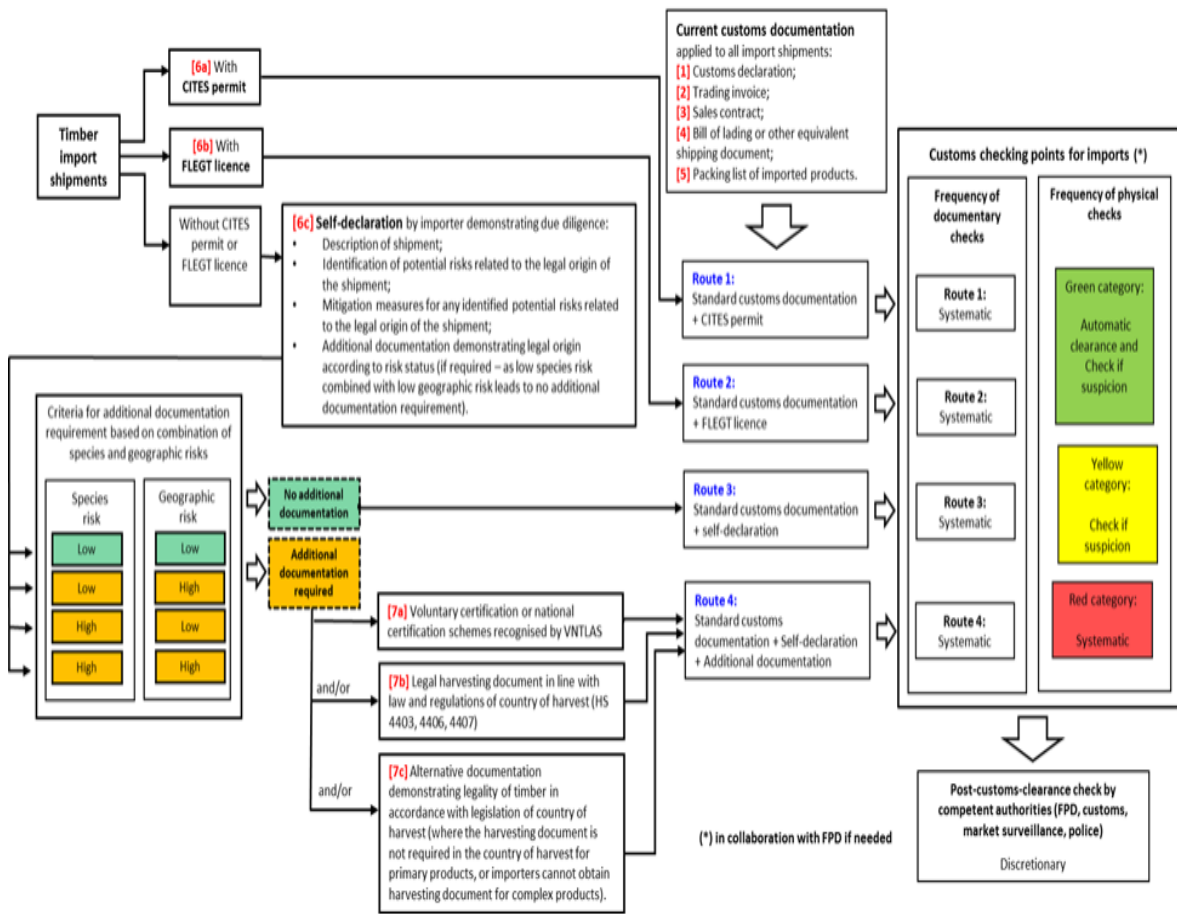 Timber
import
shipments
[6a] With
CITES permit
[6b] With
FLEGT licence
Without CITES
permit or
FLEGT licence
[6c] Self-declaration by importer demonstrating due diligence:
• Description of shipment;
• Identification of potential risks related to the legal origin of
the shipment;
• Mitigation measures for any identified potential risks related
to the legal origin of the shipment;
• Additional documentation demonstrating legal origin
according to risk status (if required – as low species risk
combined with low geographic risk leads to no additional
documentation requirement).
Current customs documentation
applied to all import shipments:
[1] Customs declaration;
[2] Trading invoice;
[3] Sales contract;
[4] Bill of lading or other equivalent
shipping document;
[5] Packing list of imported products.
Criteria for additional documentation
requirement based on combination of
species and geographic risks
Species
risk
Low
Low
High
High
Geographic
risk
Low
High
Low
High
No additional
documentation
Additional
documentation
required
[7a] Voluntary certification or national
certification schemes recognised by VNTLAS
and/or
[7b] Legal harvesting document in line with
law and regulations of country of harvest (HS
4403, 4406, 4407)
and/or
[7c] Alternative documentation
demonstrating legality of timber in
accordance with legislation of country of
harvest (where the harvesting document is
not required in the country of harvest for
primary products, or importers cannot obtain
harvesting document for complex products).
Route 1:
Standard customs documentation
+ CITES permit
Route 2:
Standard customs documentation
+ FLEGT licence
Route 3:
Standard customs documentation
+ self-declaration
Route 4:
Standard customs
documentation + Self-declaration
+ Additional documentation
Customs checking points for imports (*)
Frequency of
documentary
checks
Route 1:
Systematic
Route 2:
Systematic
Route 3:
Systematic
Route 4:
Systematic
Frequency of physical
checks
Green category:
Automatic
clearance and
Check if
suspicion
Yellow
category:
Check if
suspicion
Red category:
Systematic
(*) in collaboration with FPD if needed
Post-customs-clearance check by
competent authorities (FPD, customs,
market surveillance, police)
Discretionary